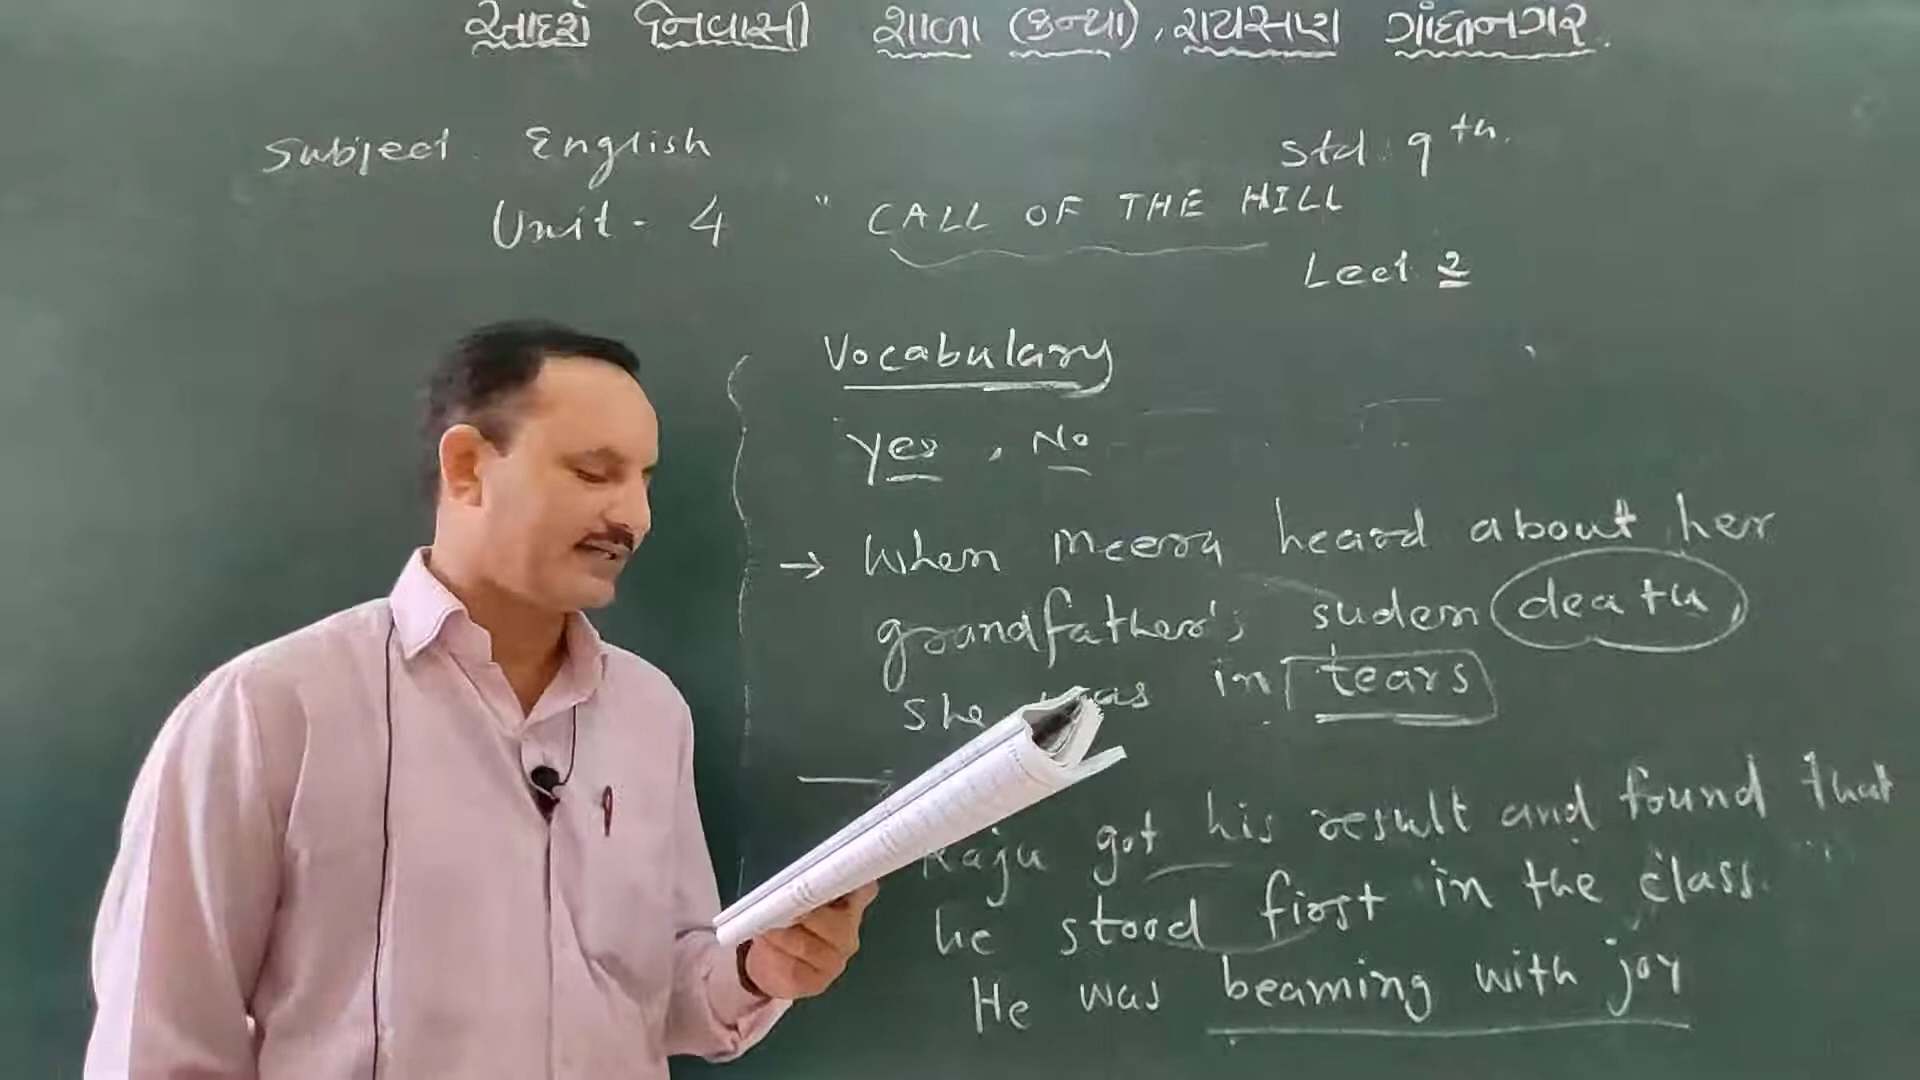 આદર્શ નિવાસી શાળા (કન્યા), રાયસણ ગાંધીનગર.
Subject English
Std 9th.
Unit - 4 " CALL OF THE HILL
Lect 2
Vocabulary
Yes, No
→ When Meera heard about her
grandfather's suden death,
she was in tears
Raju got his result and found that
he stood first in the class.
He was beaming with joy